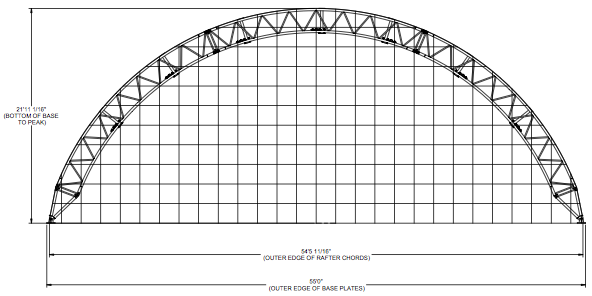 21'11 1/16"
(BOTTOM OF BASE
TO PEAK)
54'5 11/16"
(OUTER EDGE OF RAFTER CHORDS)
55'0"
(OUTER EDGE OF BASE PLATES)